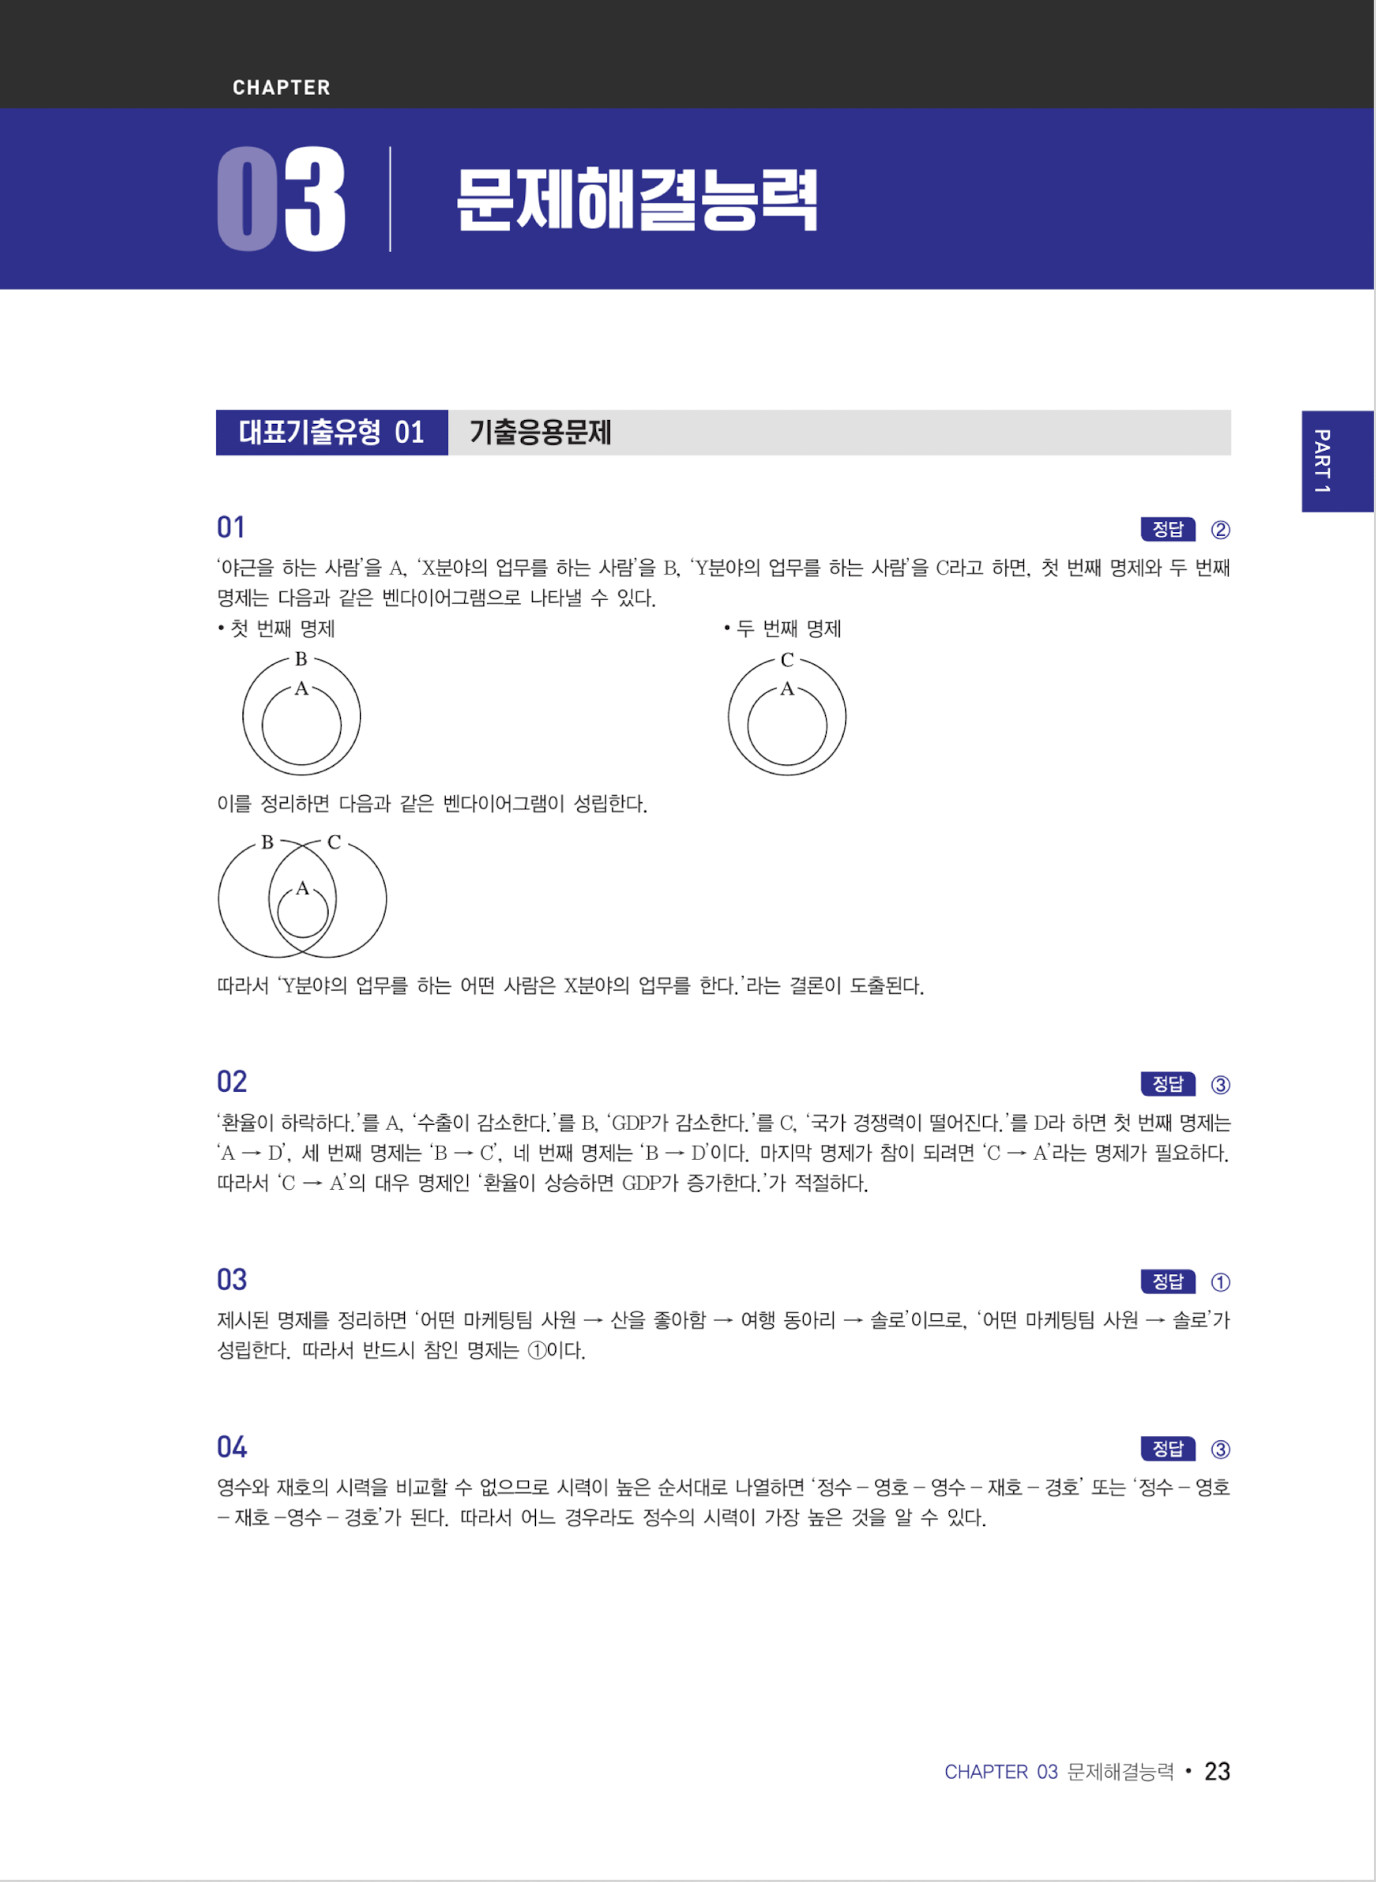 CHAPTER
03 문제해결능력
대표기출유형 01 기출응용문제
PART 1
01 정답 ②
‘야근을 하는 사람’을 A, ‘X분야의 업무를 하는 사람’을 B, ‘Y분야의 업무를 하는 사람’을 C라고 하면, 첫 번째 명제와 두 번째
명제는 다음과 같은 벤다이어그램으로 나타낼 수 있다.
• 첫 번째 명제 • 두 번째 명제
B C
A A
이를 정리하면 다음과 같은 벤다이어그램이 성립한다.
B C
A
따라서 ‘Y분야의 업무를 하는 어떤 사람은 X분야의 업무를 한다.’라는 결론이 도출된다.
02 정답 ③
‘환율이 하락하다.’를 A, ‘수출이 감소한다.’를 B, ‘GDP가 감소한다.’를 C, ‘국가 경쟁력이 떨어진다.’를 D라 하면 첫 번째 명제는
‘A → D’, 세 번째 명제는 ‘B → C’, 네 번째 명제는 ‘B → D’이다. 마지막 명제가 참이 되려면 ‘C → A’라는 명제가 필요하다.
따라서 ‘C → A’의 대우 명제인 ‘환율이 상승하면 GDP가 증가한다.’가 적절하다.
03 정답 ①
제시된 명제를 정리하면 ‘어떤 마케팅팀 사원 → 산을 좋아함 → 여행 동아리 → 솔로’이므로, ‘어떤 마케팅팀 사원 → 솔로’가
성립한다. 따라서 반드시 참인 명제는 ①이다.
04 정답 ③
영수와 재호의 시력을 비교할 수 없으므로 시력이 높은 순서대로 나열하면 ‘정수 – 영호 – 영수 – 재호 – 경호’ 또는 ‘정수 – 영호
– 재호 –영수 – 경호’가 된다. 따라서 어느 경우라도 정수의 시력이 가장 높은 것을 알 수 있다.
CHAPTER 03 문제해결능력 • 23